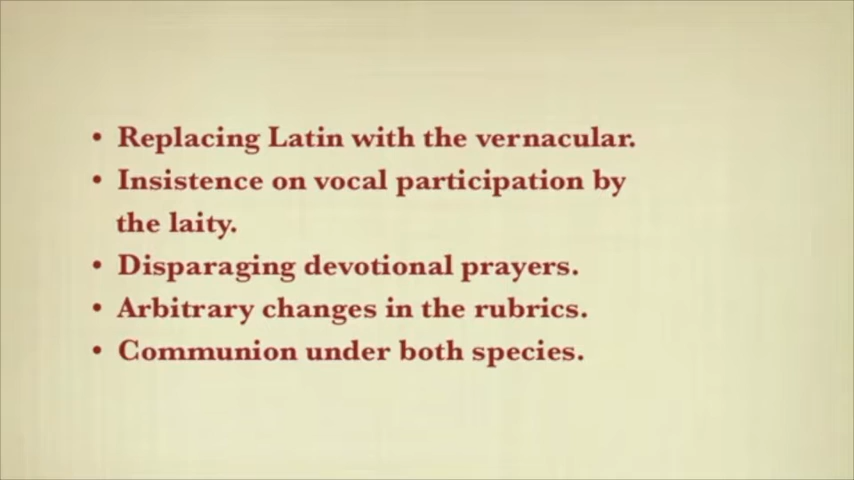 • Replacing Latin with the vernacular.
• Insistence on vocal participation by
the laity.
• Disparaging devotional prayers.
• Arbitrary changes in the rubrics.
• Communion under both species.